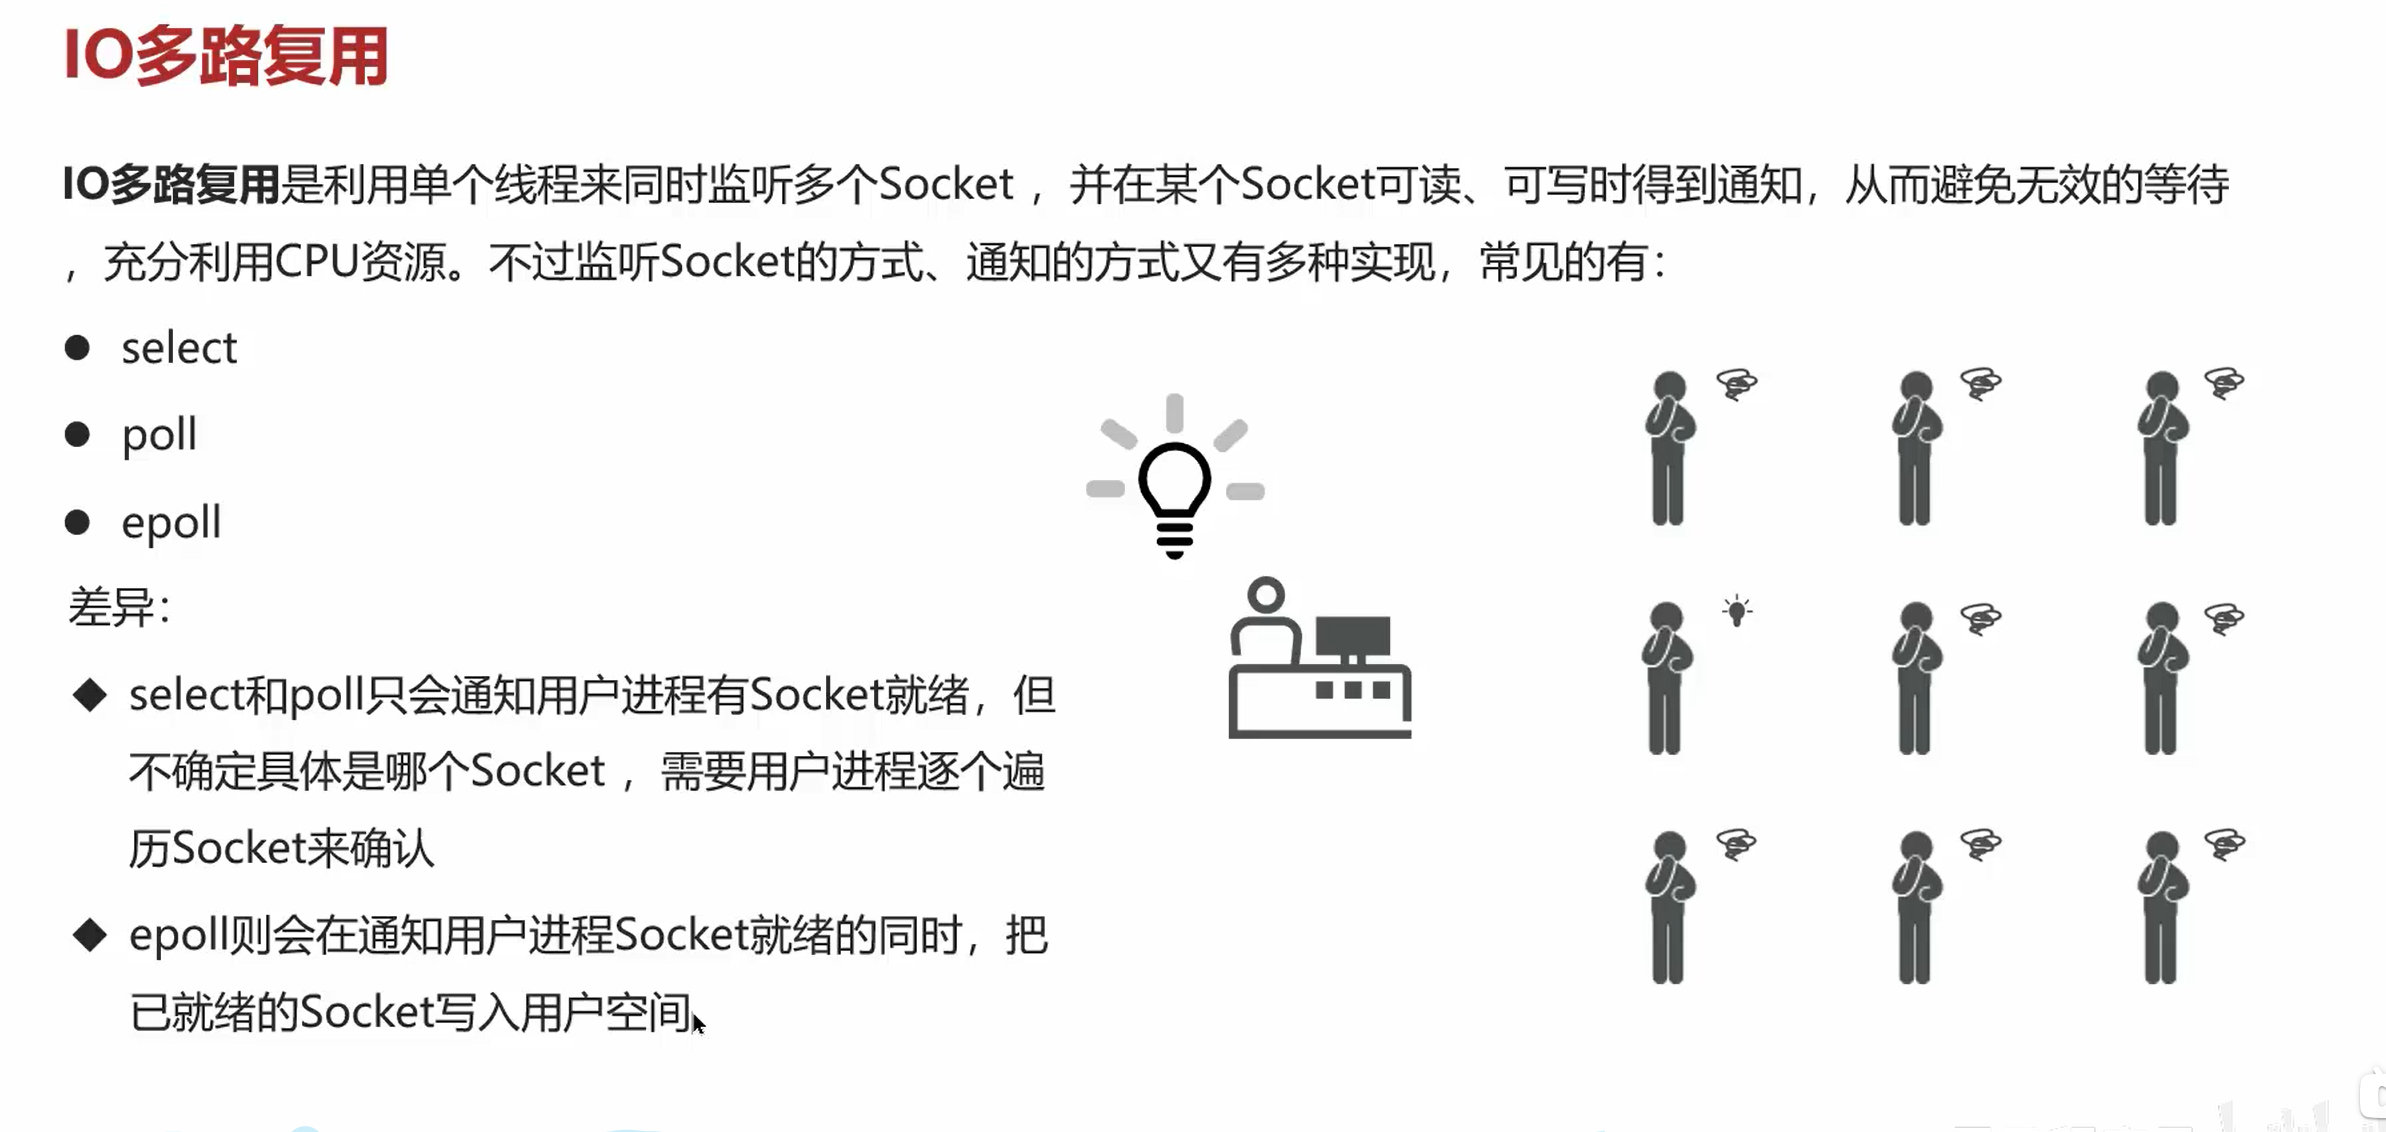 IO多路复用
IO多路复用是利用单个线程来同时监听多个Socket ，并在某个Socket可读、可写时得到通知，从而避免无效的等待
，充分利用CPU资源。不过监听Socket的方式、通知的方式又有多种实现，常见的有：
● select
● poll
● epoll
差异：
◆ select和poll只会通知用户进程有Socket就绪，但
不确定具体是哪个Socket ，需要用户进程逐个遍
历Socket来确认
◆ epoll则会在通知用户进程Socket就绪的同时，把
已就绪的Socket写入用户空间